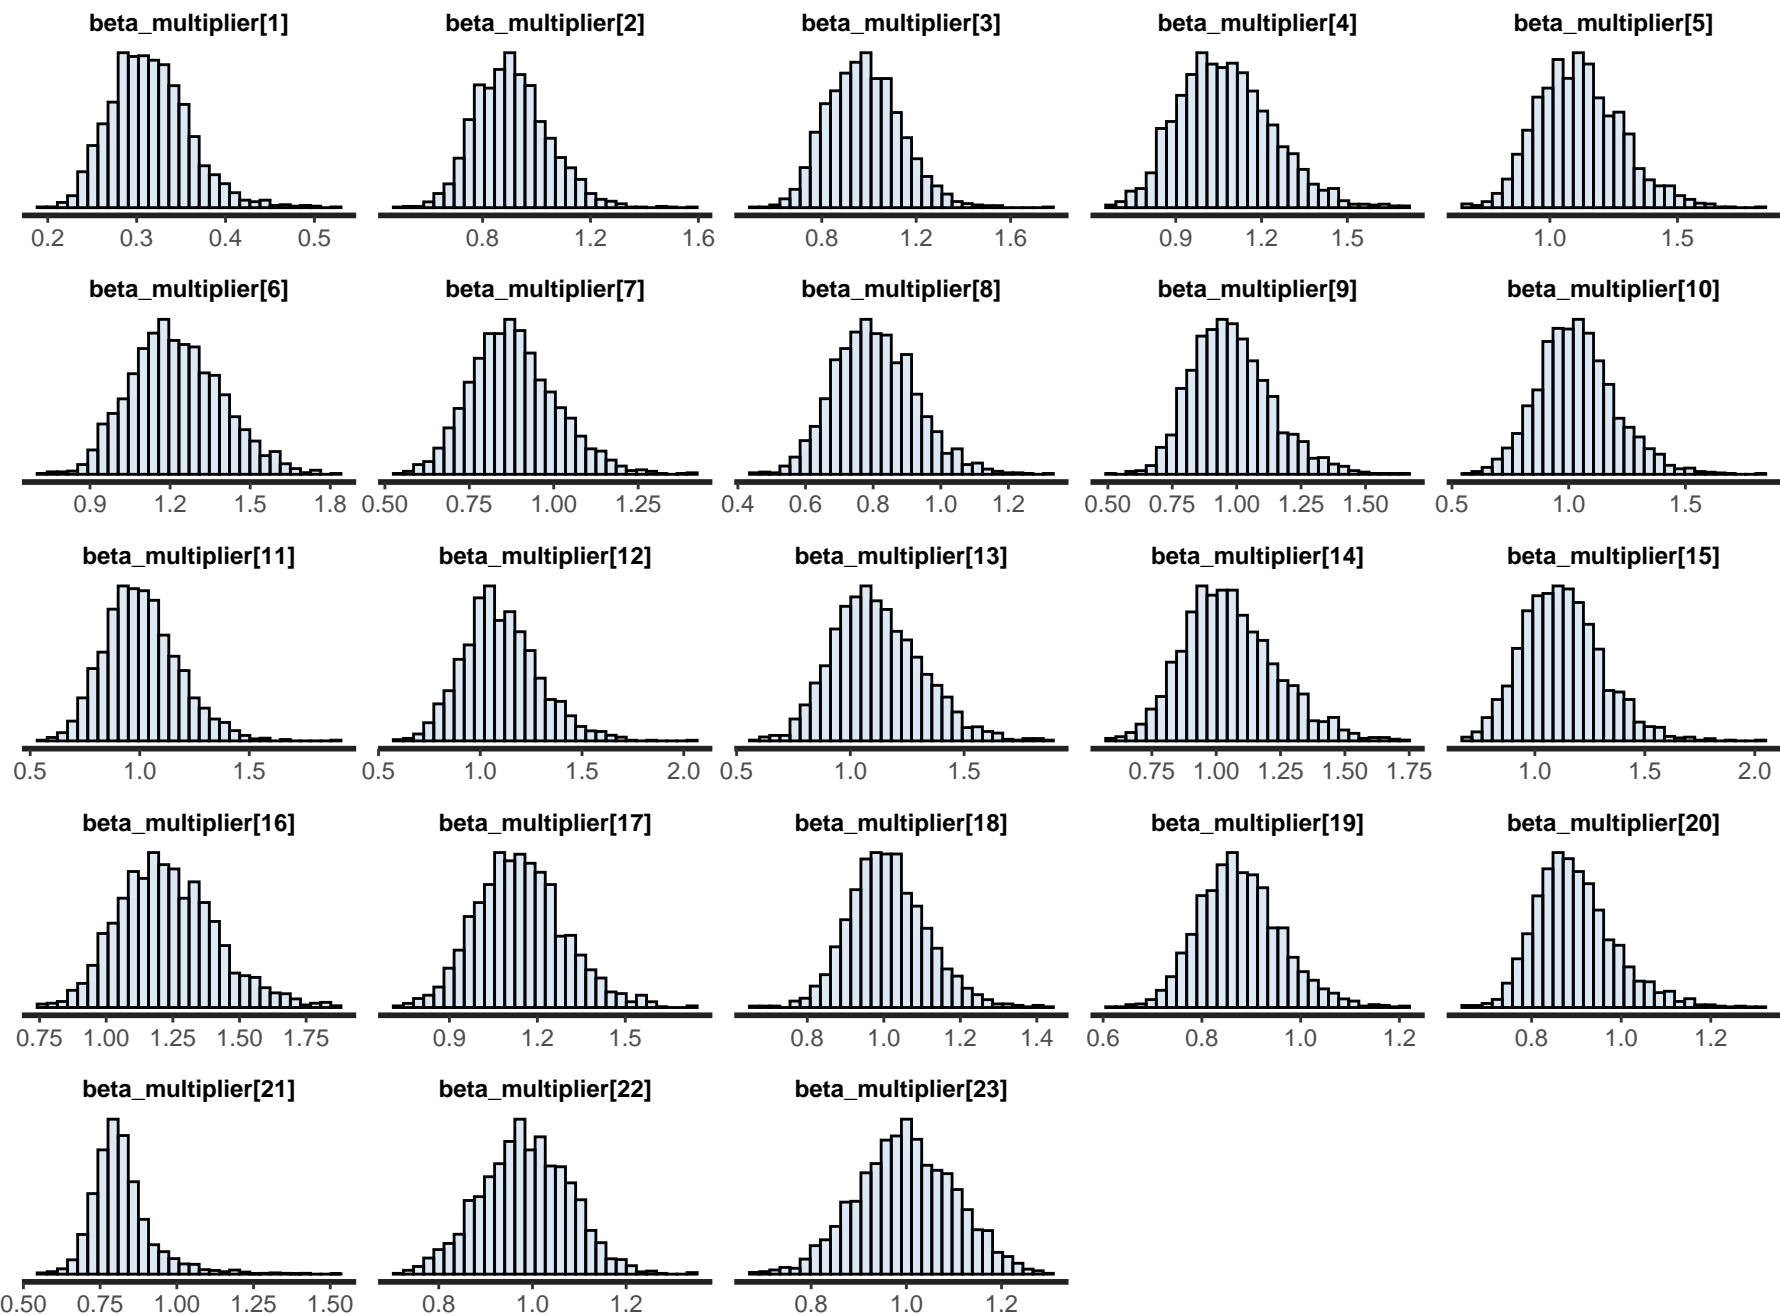 beta_multiplier[1] beta_multiplier[2] beta_multiplier[3] beta_multiplier[4] beta_multiplier[5]
0.2 0.3 0.4 0.5 0.8 1.2 1.6 0.8 1.2 1.6 0.9 1.2 1.5 1.0 1.5
beta_multiplier[6] beta_multiplier[7] beta_multiplier[8] beta_multiplier[9] beta_multiplier[10]
0.9 1.2 1.5 1.8 0.50 0.75 1.00 1.25 0.4 0.6 0.8 1.0 1.2 0.50 0.75 1.00 1.25 1.50 0.5 1.0 1.5
beta_multiplier[11] beta_multiplier[12] beta_multiplier[13] beta_multiplier[14] beta_multiplier[15]
0.5 1.0 1.5 0.5 1.0 1.5 2.0 0.5 1.0 1.5 0.75 1.00 1.25 1.50 1.75 1.0 1.5 2.0
beta_multiplier[16] beta_multiplier[17] beta_multiplier[18] beta_multiplier[19] beta_multiplier[20]
0.75 1.00 1.25 1.50 1.75 0.9 1.2 1.5 0.8 1.0 1.2 1.4 0.6 0.8 1.0 1.2 0.8 1.0 1.2
beta_multiplier[21] beta_multiplier[22] beta_multiplier[23]
0.50 0.75 1.00 1.25 1.50 0.8 1.0 1.2 0.8 1.0 1.2